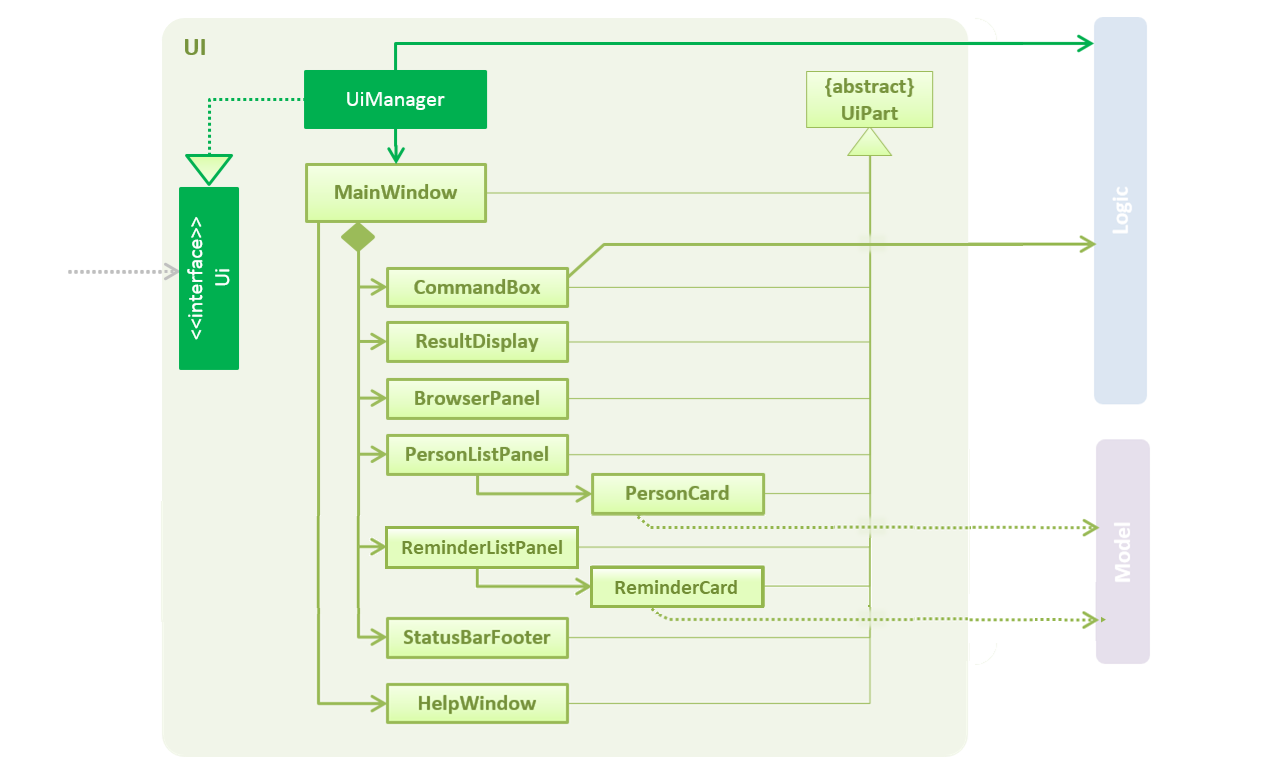 UI
UiManager
{abstract}
UiPart
MainWindow
Logic
<<interface>>
Ui
CommandBox
ResultDisplay
BrowserPanel
PersonListPanel
PersonCard
Model
ReminderListPanel
ReminderCard
StatusBarFooter
HelpWindow